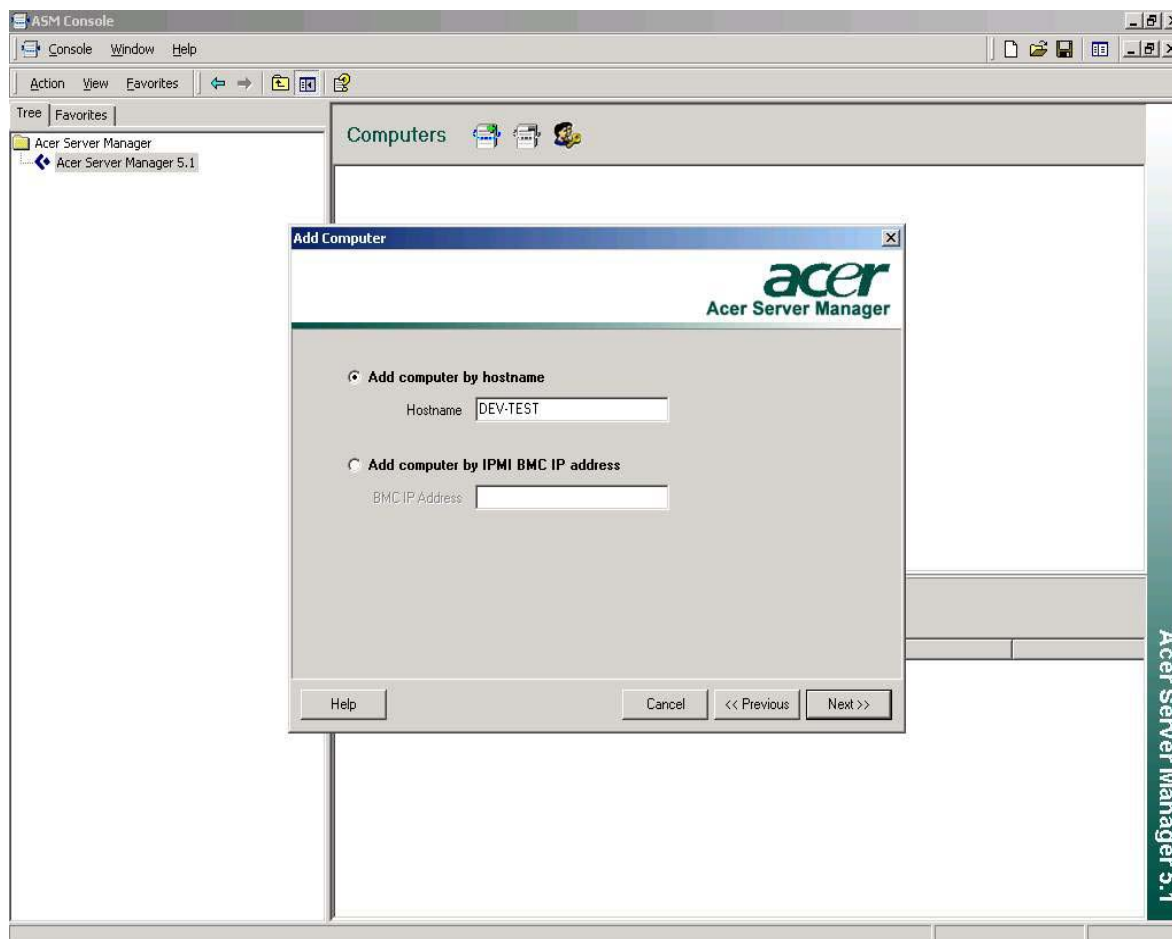 ASM Console
Console Window Help
Action View Favorites
Tree Favorites
Acer Server Manager
Acer Server Manager 5.1
Computers
Add Computer
acer
Acer Server Manager
Add computer by hostname
Hostname DEV-TEST
Add computer by IPMI BMC IP address
BMC IP Address
Help Cancel << Previous Next >>
Acer Server Manager 5.1